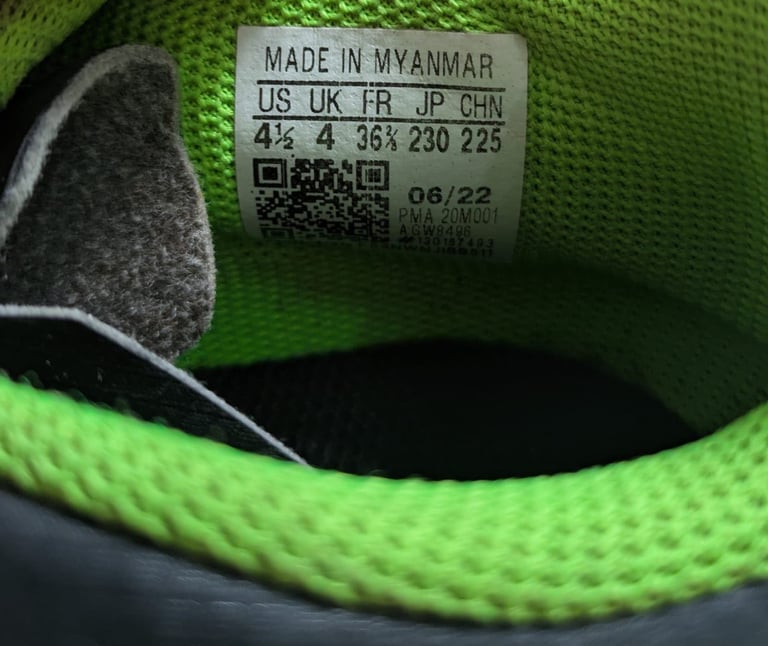 MADE IN MYANMAR
US UK FR JP CHN
4½ 4 36⅔ 230 225
06/22
PMA 20M001